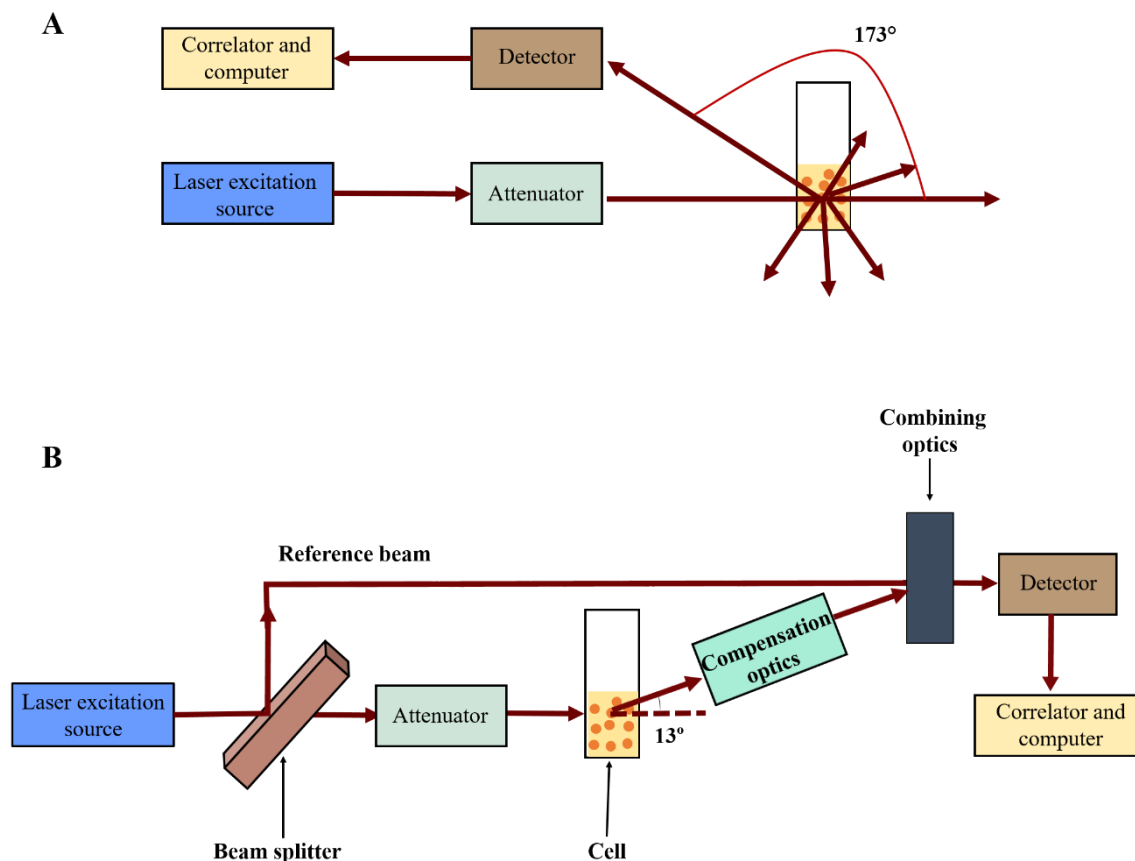 A
173°
Correlator and
computer
Detector
Laser excitation
source
Attenuator
B
Combining
optics
Reference beam
Detector
Compensation
optics
Laser excitation
source
Attenuator
13º
Correlator and
computer
Beam splitter
Cell